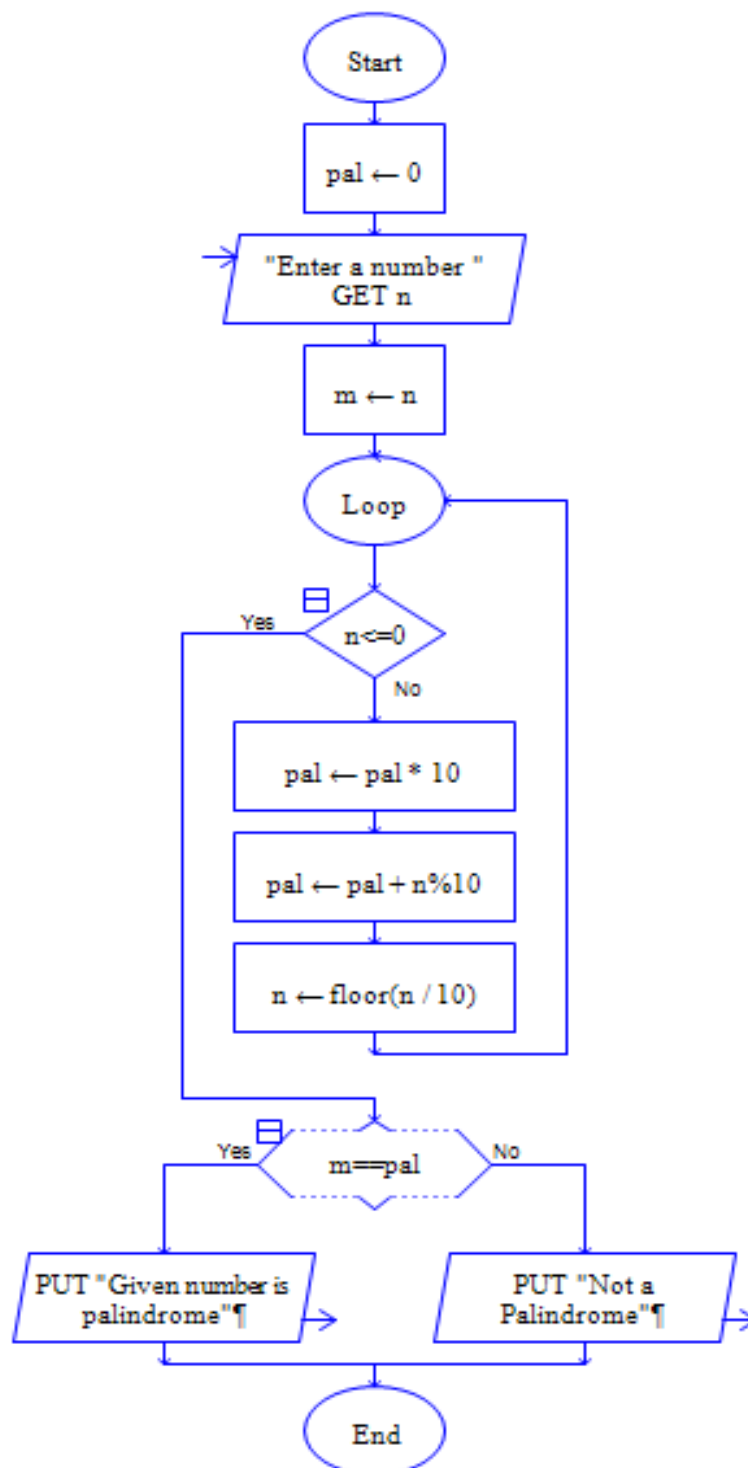 Start
pal ← 0
"Enter a number "
GET n
m ← n
Loop
Yes
n<=0
No
pal ← pal * 10
pal ← pal + n%10
n ← floor(n / 10)
Yes
m==pal
No
PUT "Given number is
palindrome"¶
PUT "Not a
Palindrome"¶
End